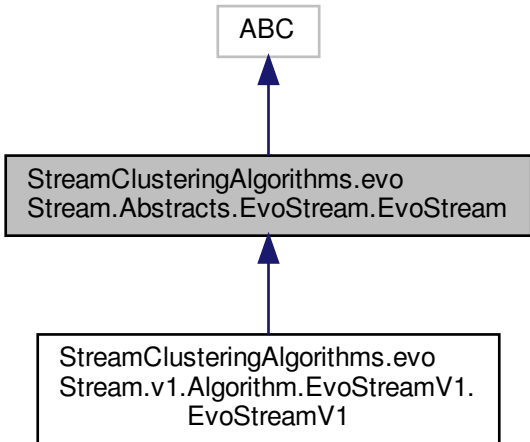 ABC
StreamClusteringAlgorithms.evo
Stream.Abstracts.EvoStream.EvoStream
StreamClusteringAlgorithms.evo
Stream.v1.Algorithm.EvoStreamV1.
EvoStreamV1